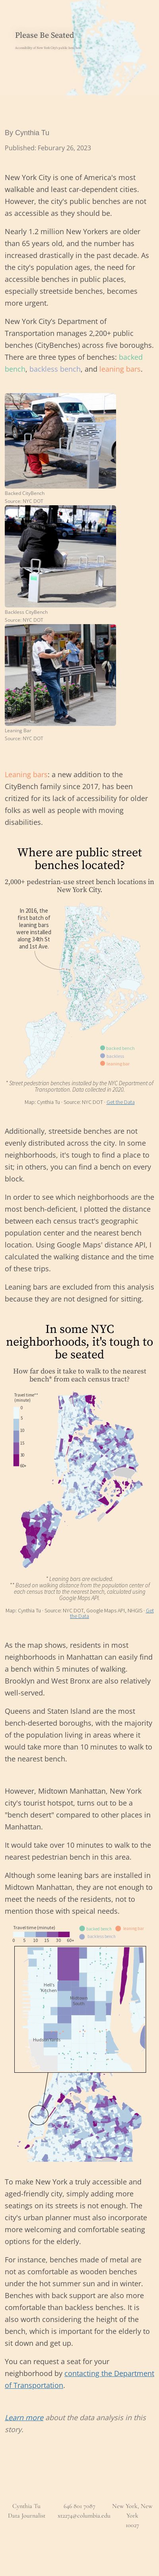 Please Be Seated
By Cynthia Tu
Published: Feburary 26, 2023
New York City is one of America's most
walkable and least car-dependent cities.
However, the city's public benches are not
as accessible as they should be.
Nearly 1.2 million New Yorkers are older
than 65 years old, and the number has
increased drastically in the past decade. As
the city's population ages, the need for
accessible benches in public places,
especially streetside benches, becomes
more urgent.
New York City's Department of
Transportation manages 2,200+ public
benches (CityBenches) across five boroughs.
There are three types of benches: backed
bench, backless bench, and leaning bars.
Backed CityBench
Source: NYC DOT
Backless CityBench
Source: NYC DOT
Leaning Bar
Source: NYC DOT
Leaning bars: a new addition to the
CityBench family since 2017, has been
critized for its lack of accessibility for older
folks as well as people with moving
disabilities.
Where are public street
benches located?
2,000+ pedestrian-use street bench locations in
New York City.
In 2016, the
first batch of
leaning bars
were installed
along 34th St
and 1st Ave.
backed bench
backless
leaning bar
* Street pedestrian benches installed by the NYC Department of
Transportation. Data collected in 2020.
Map: Cynthia Tu · Source: NYC DOT · Get the Data
Additionally, streetside benches are not
evenly distributed across the city. In some
neighborhoods, it's tough to find a place to
sit; in others, you can find a bench in every
block.
In order to see which neighborhoods are the
most bench-deficient, I plotted the distance
between each census tract's geographic
population center and the nearest bench
location. Using Google Maps' distance API, I
calculated the walking distance and the time
of these trips.
Leaning bars are excluded from this analysis
because they are not designed for sitting.
In some NYC
neighborhoods, it's tough to
be seated
How far does it take to walk to the nearest
bench* from each census tract?
Travel time**
(minute)
0
5
10
15
30
60+
* Leaning bars are excluded.
** Based on walking distance from the population center of
each census tract to the nearest bench, calculated using
Google Maps API.
Map: Cynthia Tu · Source: NYC DOT, Google Maps API, NHGIS · Get
the Data
As the map shows, residents in most
neighborhoods in Manhattan can easily find
a bench within 5 minutes of walking.
Brooklyn and West Bronx are also relatively
well-served.
Queens and Staten Island are the most
bench-deserted boroughs, with the majority
of the population living in areas where it
would take more than 10 minutes to walk to
the nearest bench.
However, Midtown Manhattan, New York
city's tourist hotspot, turns out to be a
"bench desert" compared to other places in
Manhattan.
It would take over 10 minutes to walk to the
nearest pedestrian bench in this area.
Although some leaning bars are installed in
Midtown Manhattan, they are not enough to
meet the needs of the residents, not to
mention those with speical needs.
Travel time (minute)
0 5 10 15 30 60+
backed bench
leaning bar
backless bench
Hell's
Kitchen
Midtown
South
Hudson Yards
To make New York a truly accessible and
aged-friendly city, simply adding more
seatings on its streets is not enough. The
city's urban planner must also incorporate
more welcoming and comfortable seating
options for the elderly.
For instance, benches made of metal are
not as comfortable as wooden benches
under the hot summer sun and in winter.
Benches with back support are also more
comfortable than backless benches. It is
also worth considering the height of the
bench, which is important for the elderly to
sit down and get up.
You can request a seat for your
neighborhood by contacting the Department
of Transportation.
Learn more about the data analysis in this
story.
Cynthia Tu
Data Journalist
New York, New
York
10027